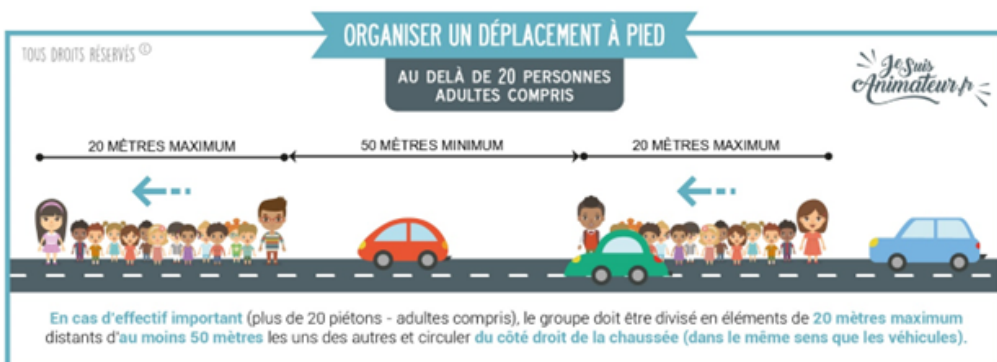 ORGANISER UN DÉPLACEMENT À PIED
TOUS DROITS RÉSERVÉS ©
AU DELÀ DE 20 PERSONNES
ADULTES COMPRIS
JeSuis
Animateur.fr
20 MÈTRES MAXIMUM
50 MÈTRES MINIMUM
20 MÈTRES MAXIMUM
En cas d'effectif important (plus de 20 piétons - adultes compris), le groupe doit être divisé en éléments de 20 mètres maximum
distants d'au moins 50 mètres les uns des autres et circuler du côté droit de la chaussée (dans le même sens que les véhicules).